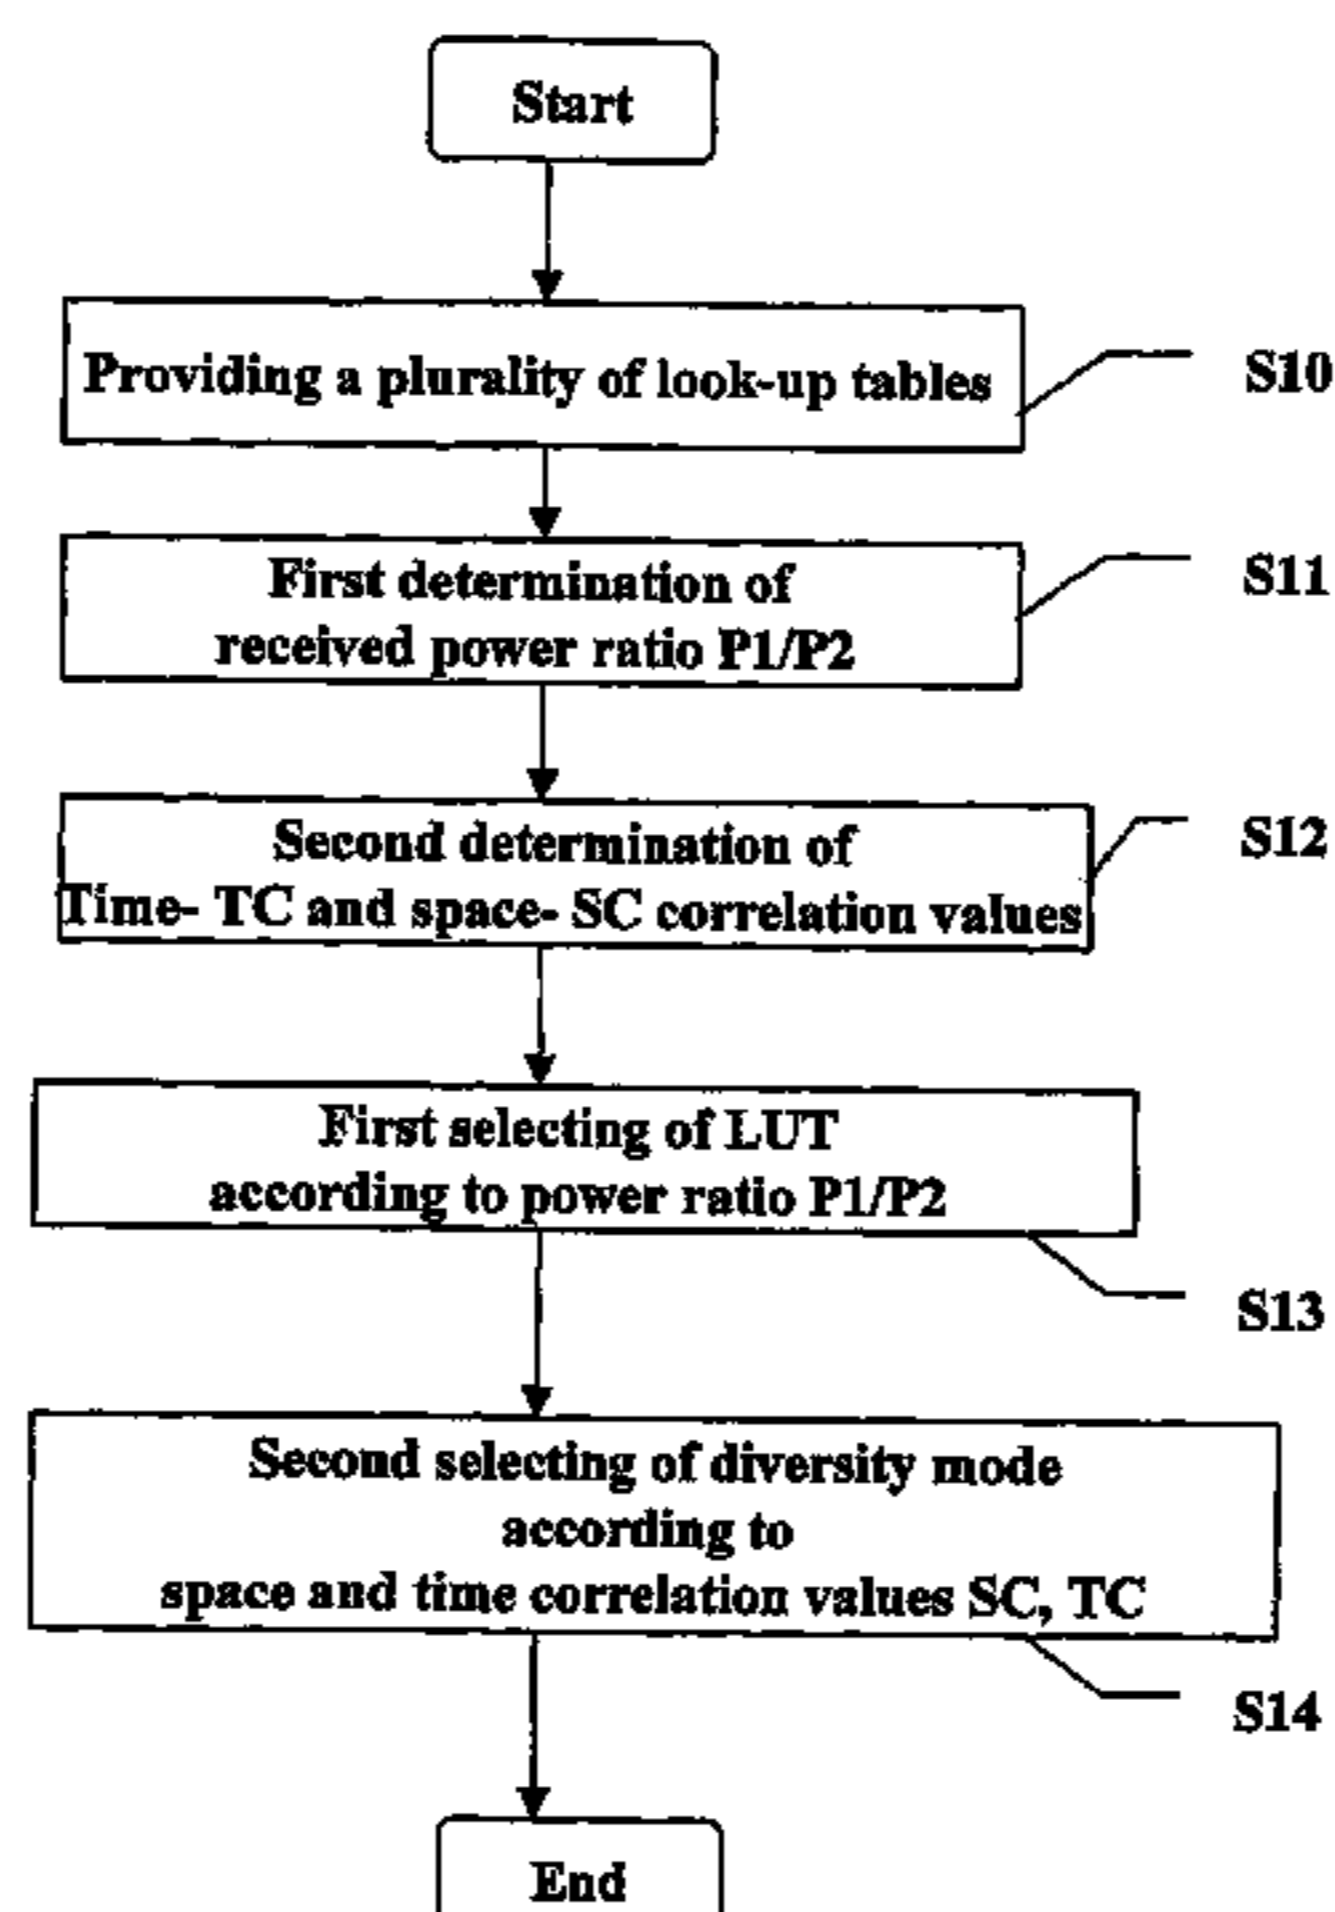 Start
Providing a plurality of look-up tables
S10
First determination of
received power ratio P1/P2
S11
Second determination of
Time- TC and space- SC correlation values
S12
First selecting of LUT
according to power ratio P1/P2
S13
Second selecting of diversity mode
according to
space and time correlation values SC, TC
S14
End